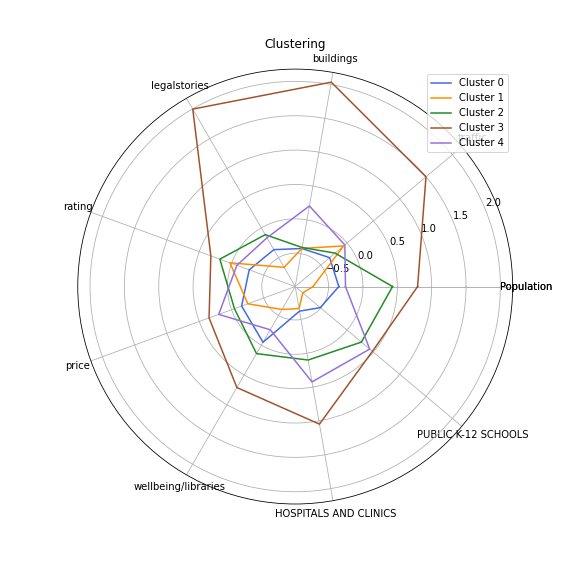 Clustering
buildings
legalstories
Cluster 0
Cluster 1
Cluster 2
Cluster 3
Cluster 4
rating
2.0
1.5
1.0
0.5
0.0
−0.5
Population
price
PUBLIC K-12 SCHOOLS
wellbeing/libraries
HOSPITALS AND CLINICS